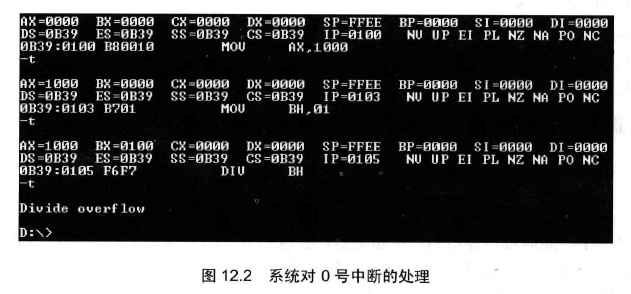 AX=0000 BX=0000 CX=0000 DX=0000 SP=FFEE BP=0000 SI=0000 DI=0000
DS=0B39 ES=0B39 SS=0B39 CS=0B39 IP=0100 NV UP EI PL NZ NA PO NC
0B39:0100 B80010 MOV AX,1000
-t
AX=1000 BX=0000 CX=0000 DX=0000 SP=FFEE BP=0000 SI=0000 DI=0000
DS=0B39 ES=0B39 SS=0B39 CS=0B39 IP=0103 NV UP EI PL NZ NA PO NC
0B39:0103 B701 MOV BH,01
-t
AX=1000 BX=0100 CX=0000 DX=0000 SP=FFEE BP=0000 SI=0000 DI=0000
DS=0B39 ES=0B39 SS=0B39 CS=0B39 IP=0105 NV UP EI PL NZ NA PO NC
0B39:0105 F6F7 DIV BH
-t
Divide overflow
D:\>
图 12.2 系统对 0 号中断的处理